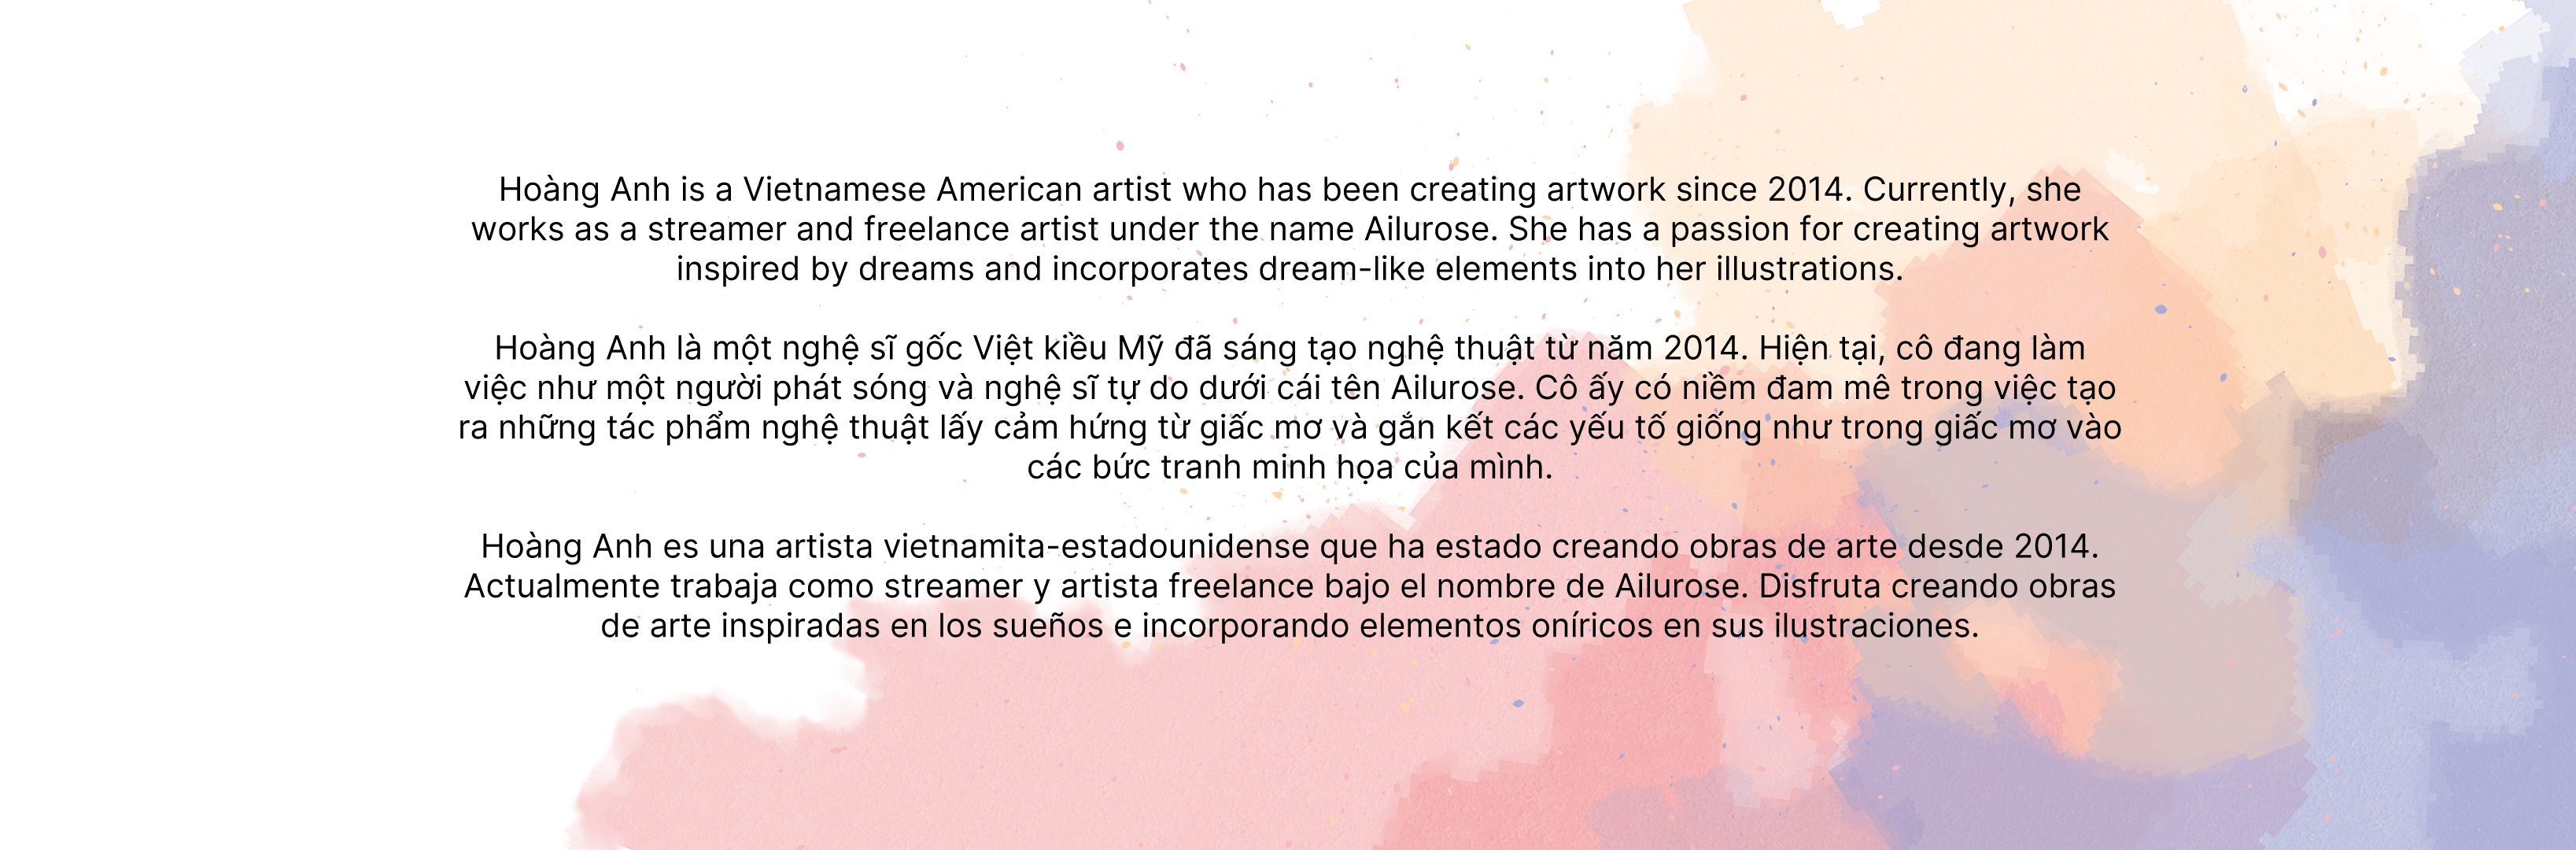 Hoàng Anh is a Vietnamese American artist who has been creating artwork since 2014. Currently, she
works as a streamer and freelance artist under the name Ailurose. She has a passion for creating artwork
inspired by dreams and incorporates dream-like elements into her illustrations.
Hoàng Anh là một nghệ sĩ gốc Việt kiều Mỹ đã sáng tạo nghệ thuật từ năm 2014. Hiện tại, cô đang làm
việc như một người phát sóng và nghệ sĩ tự do dưới cái tên Ailurose. Cô ấy có niềm đam mê trong việc tạo
ra những tác phẩm nghệ thuật lấy cảm hứng từ giấc mơ và gắn kết các yếu tố giống như trong giấc mơ vào
các bức tranh minh họa của mình.
Hoàng Anh es una artista vietnamita-estadounidense que ha estado creando obras de arte desde 2014.
Actualmente trabaja como streamer y artista freelance bajo el nombre de Ailurose. Disfruta creando obras
de arte inspiradas en los sueños e incorporando elementos oníricos en sus ilustraciones.